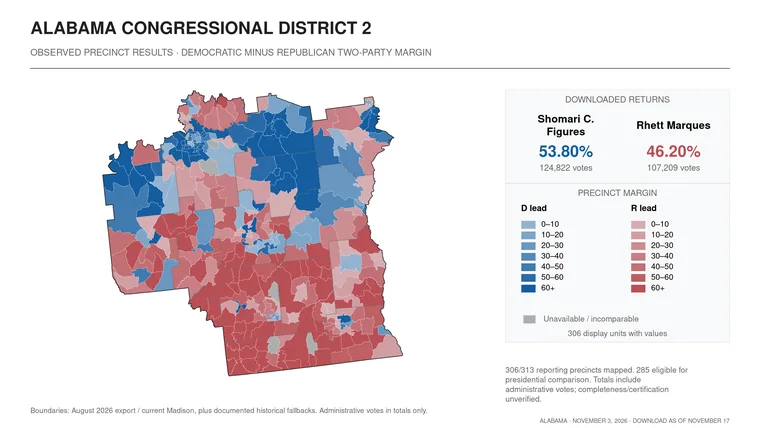 ALABAMA CONGRESSIONAL DISTRICT 2
OBSERVED PRECINCT RESULTS · DEMOCRATIC MINUS REPUBLICAN TWO-PARTY MARGIN
DOWNLOADED RETURNS
Shomari C.
Figures
Rhett Marques
53.80%
46.20%
124,822 votes
107,209 votes
PRECINCT MARGIN
D lead
R lead
0–10
0–10
10–20
10–20
20–30
20–30
30–40
30–40
40–50
40–50
50–60
50–60
60+
60+
Unavailable / incomparable
306 display units with values
306/313 reporting precincts mapped. 285 eligible for
presidential comparison. Totals include
administrative votes; completeness/certification
unverified.
Boundaries: August 2026 export / current Madison, plus documented historical fallbacks. Administrative votes in totals only.
ALABAMA · NOVEMBER 3, 2026 · DOWNLOAD AS OF NOVEMBER 17